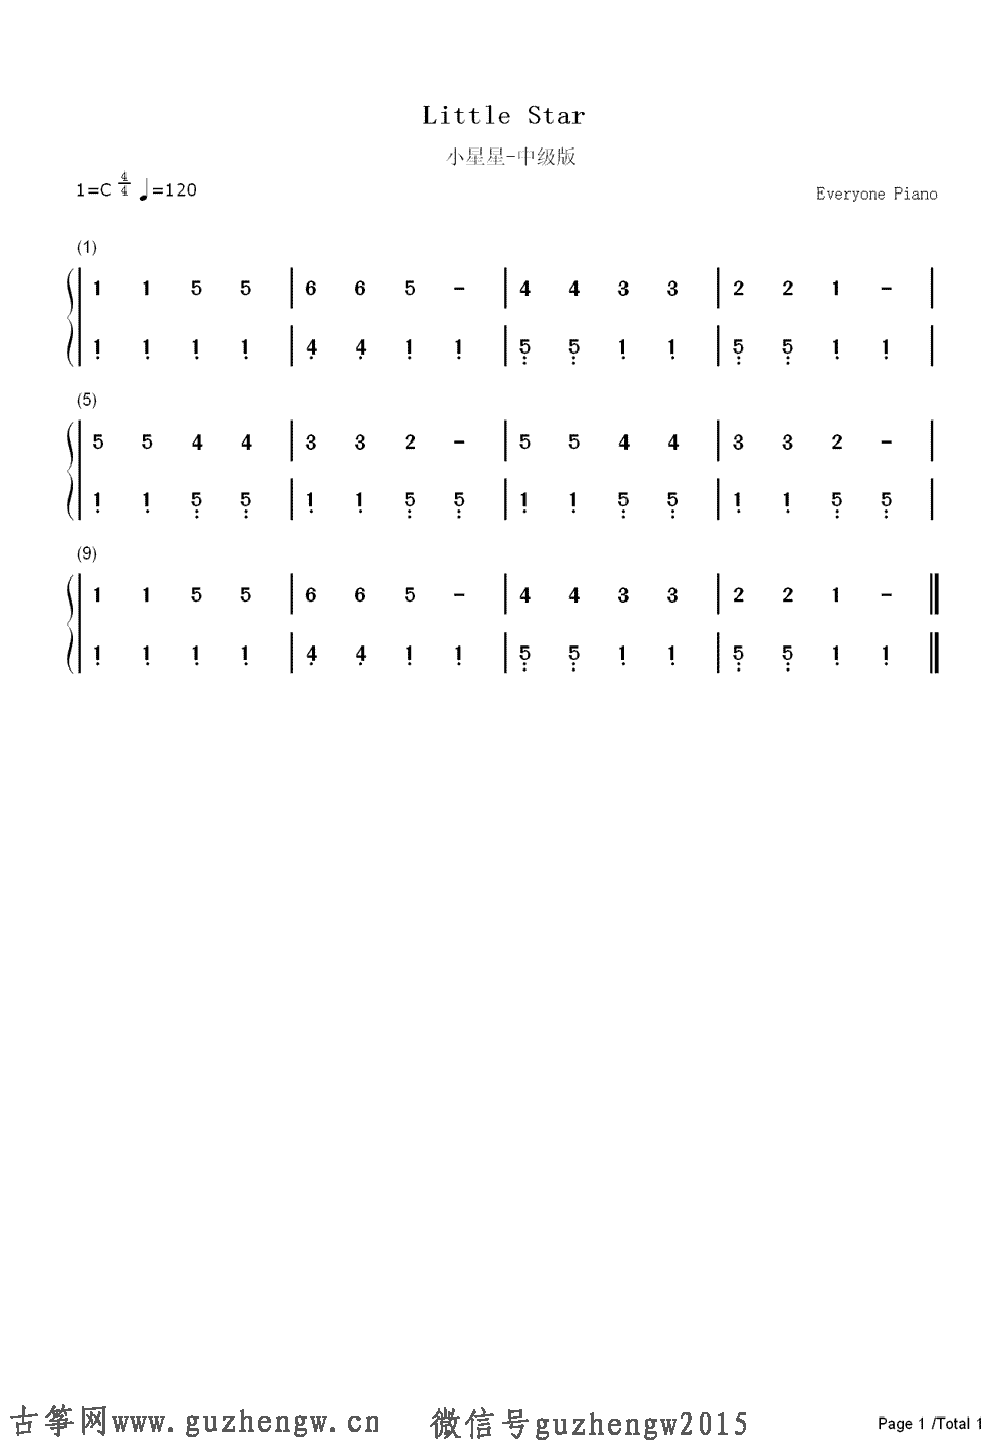 Little Star
小星星-中级版
1=C 4/4 ♩=120
Everyone Piano
(1)
1 1 5 5 | 6 6 5 - | 4 4 3 3 | 2 2 1 - |
1̣ 1̣ 1̣ 1̣ | 4̣ 4̣ 1̣ 1̣ | 5̤ 5̤ 1̣ 1̣ | 5̤ 5̤ 1̣ 1̣ |
(5)
5 5 4 4 | 3 3 2 - | 5 5 4 4 | 3 3 2 - |
1̣ 1̣ 5̤ 5̤ | 1̣ 1̣ 5̤ 5̤ | 1̣ 1̣ 5̤ 5̤ | 1̣ 1̣ 5̤ 5̤ |
(9)
1 1 5 5 | 6 6 5 - | 4 4 3 3 | 2 2 1 - ‖
1̣ 1̣ 1̣ 1̣ | 4̣ 4̣ 1̣ 1̣ | 5̤ 5̤ 1̣ 1̣ | 5̤ 5̤ 1̣ 1̣ ‖
古筝网www.guzhengw.cn 微信号guzhengw2015
Page 1 /Total 1